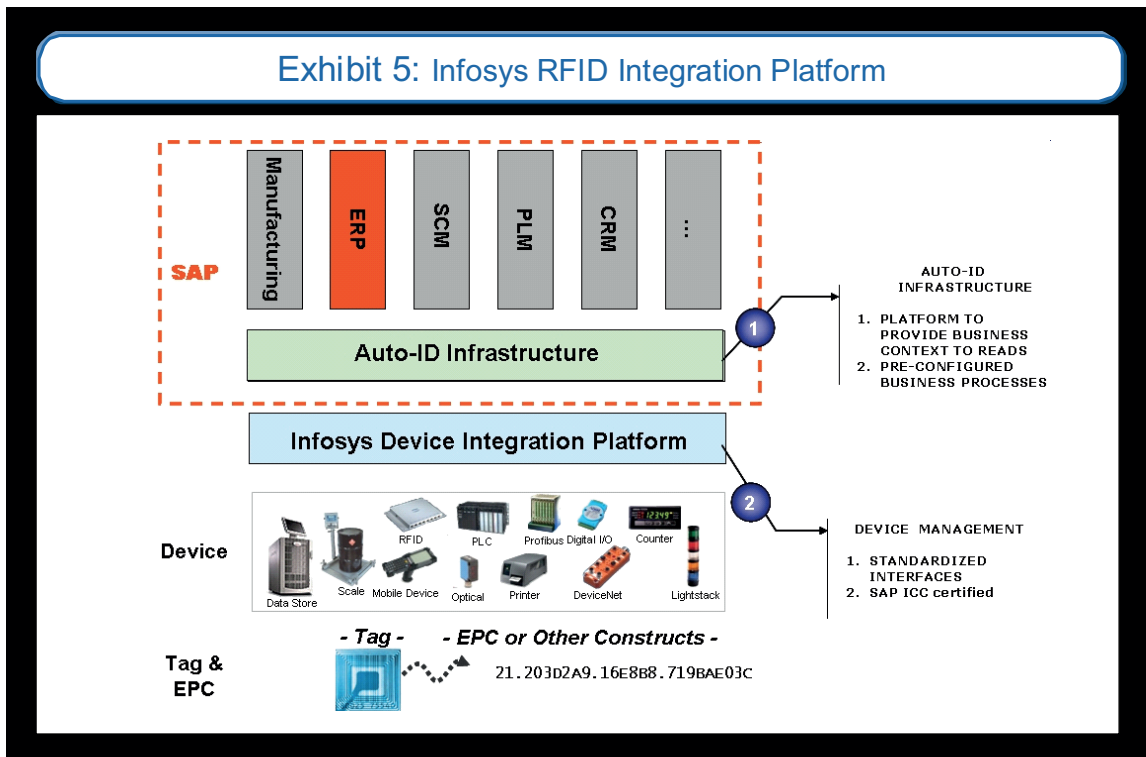 Exhibit 5: Infosys RFID Integration Platform
SAP
Manufacturing
ERP
SCM
PLM
CRM
...
Auto-ID Infrastructure
1
AUTO-ID
INFRASTRUCTURE
1. PLATFORM TO
PROVIDE BUSINESS
CONTEXT TO READS
2. PRE-CONFIGURED
BUSINESS PROCESSES
Infosys Device Integration Platform
2
DEVICE MANAGEMENT
1. STANDARDIZED
INTERFACES
2. SAP ICC certified
Device
Data Store
Scale
RFID
Mobile Device
PLC
Optical
Profibus
Printer
Digital I/O
DeviceNet
Counter
Lightstack
Tag &
EPC
- Tag -
- EPC or Other Constructs -
21.203D2A9.16E8B8.719BAE03C